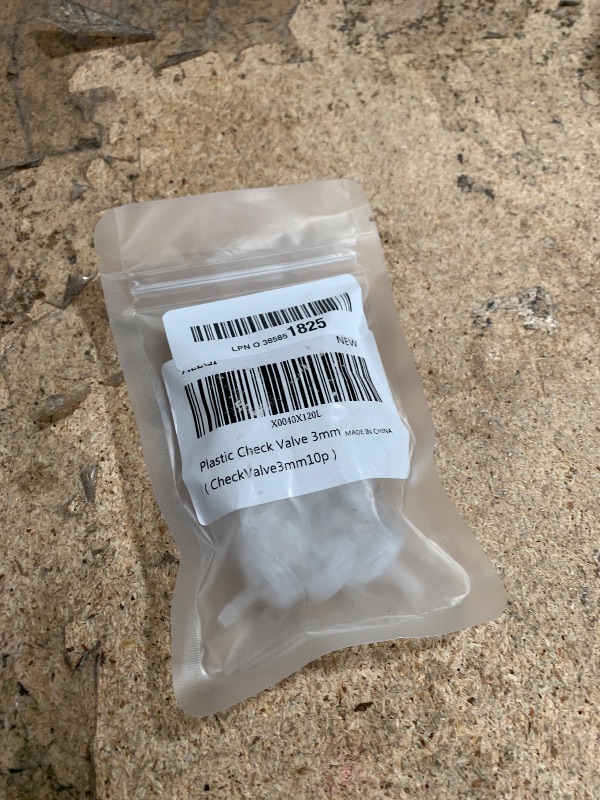 LPN O 38585 1825
NEW
X0040X120L
Plastic Check Valve 3mm MADE IN CHINA
( CheckValve3mm10p )